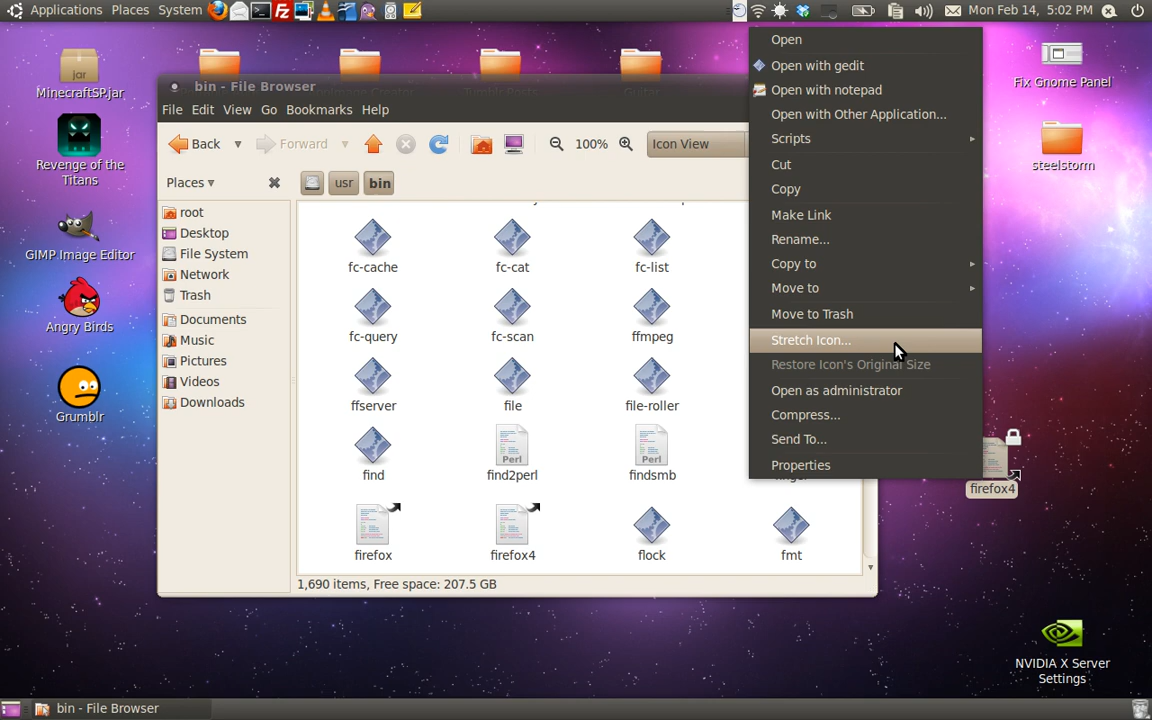 Applications Places System
Mon Feb 14, 5:02 PM
jar
MinecraftSP.jar
Revenge of the
Titans
GIMP Image Editor
Angry Birds
Grumblr
bin - File Browser
File Edit View Go Bookmarks Help
Back Forward 100% Icon View
Places
usr bin
root
Desktop
File System
Network
Trash
Documents
Music
Pictures
Videos
Downloads
fc-cache fc-cat fc-list
fc-query fc-scan ffmpeg
ffserver file file-roller
Perl Perl
find find2perl findsmb
firefox firefox4 flock fmt
1,690 items, Free space: 207.5 GB
Open
Open with gedit
Open with notepad
Open with Other Application...
Scripts
Cut
Copy
Make Link
Rename...
Copy to
Move to
Move to Trash
Stretch Icon...
Restore Icon's Original Size
Open as administrator
Compress...
Send To...
Properties
Fix Gnome Panel
steelstorm
firefox4
NVIDIA X Server
Settings
bin - File Browser